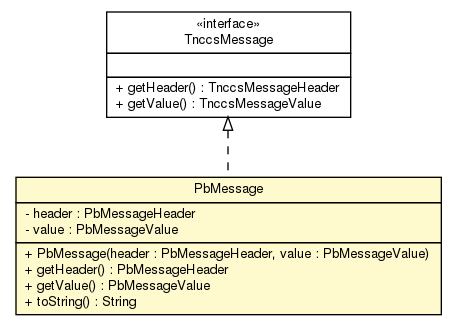 «interface»
TnccsMessage
+ getHeader() : TnccsMessageHeader
+ getValue() : TnccsMessageValue
PbMessage
- header : PbMessageHeader
- value : PbMessageValue
+ PbMessage(header : PbMessageHeader, value : PbMessageValue)
+ getHeader() : PbMessageHeader
+ getValue() : PbMessageValue
+ toString() : String